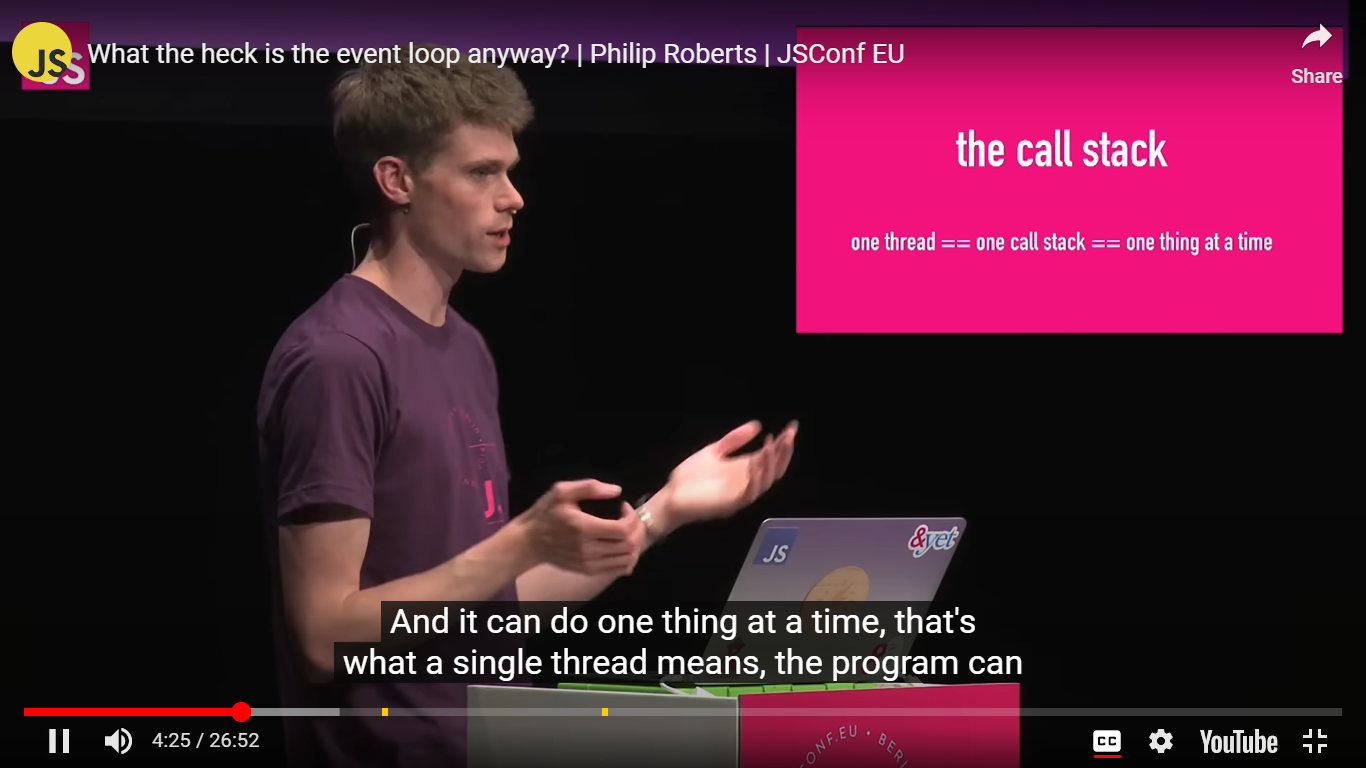 JS
S
What the heck is the event loop anyway? | Philip Roberts | JSConf EU
Share
the call stack
one thread == one call stack == one thing at a time
J.
JS
&yet
And it can do one thing at a time, that's
what a single thread means, the program can
4:25 / 26:52
CC
YouTube
CONF.EU • BERL